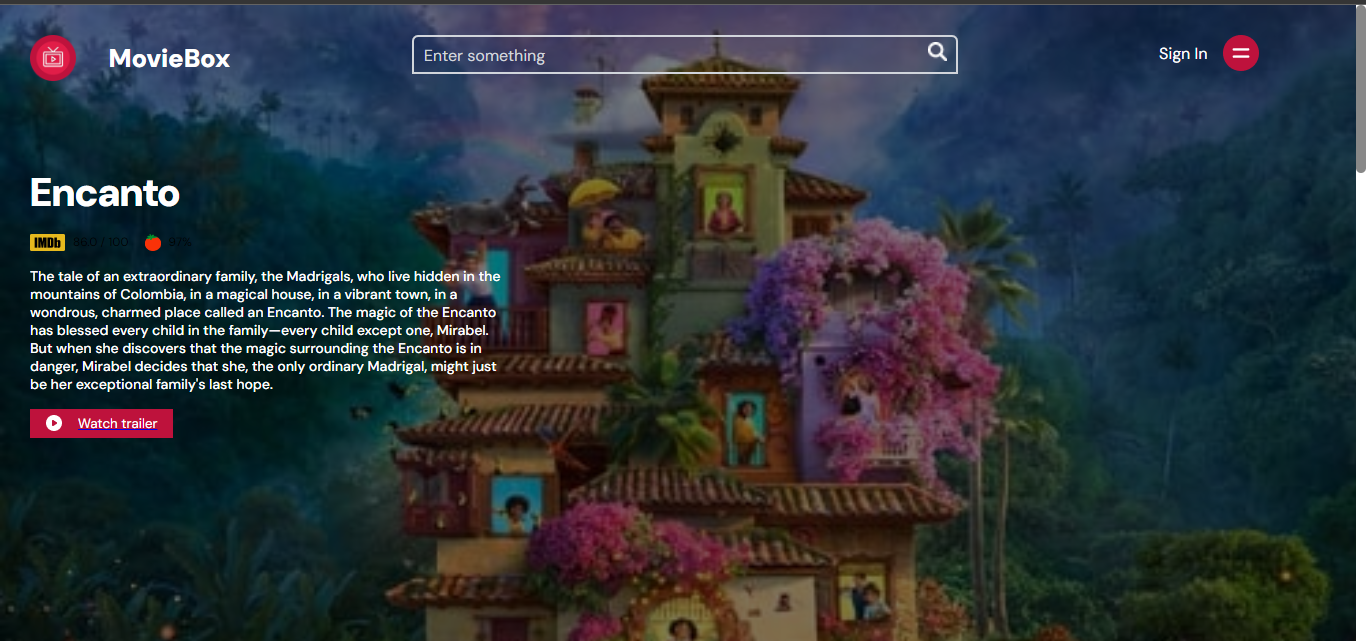 MovieBox
Enter something
Sign In
Encanto
IMDb 86.0 / 100 97%
The tale of an extraordinary family, the Madrigals, who live hidden in the
mountains of Colombia, in a magical house, in a vibrant town, in a
wondrous, charmed place called an Encanto. The magic of the Encanto
has blessed every child in the family—every child except one, Mirabel.
But when she discovers that the magic surrounding the Encanto is in
danger, Mirabel decides that she, the only ordinary Madrigal, might just
be her exceptional family's last hope.
Watch trailer